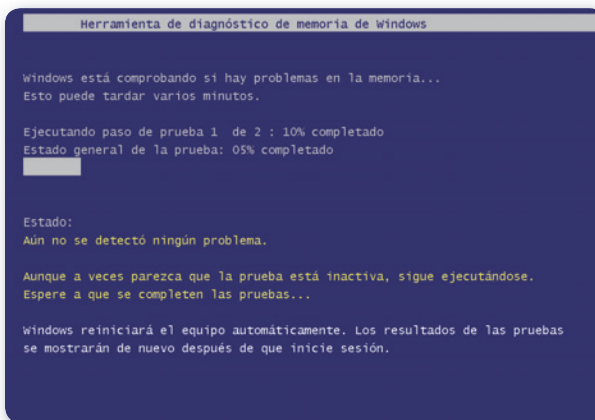 Herramienta de diagnóstico de memoria de Windows
Windows está comprobando si hay problemas en la memoria...
Esto puede tardar varios minutos.
Ejecutando paso de prueba 1 de 2 : 10% completado
Estado general de la prueba: 05% completado
Estado:
Aún no se detectó ningún problema.
Aunque a veces parezca que la prueba está inactiva, sigue ejecutándose.
Espere a que se completen las pruebas...
Windows reiniciará el equipo automáticamente. Los resultados de las pruebas
se mostrarán de nuevo después de que inicie sesión.